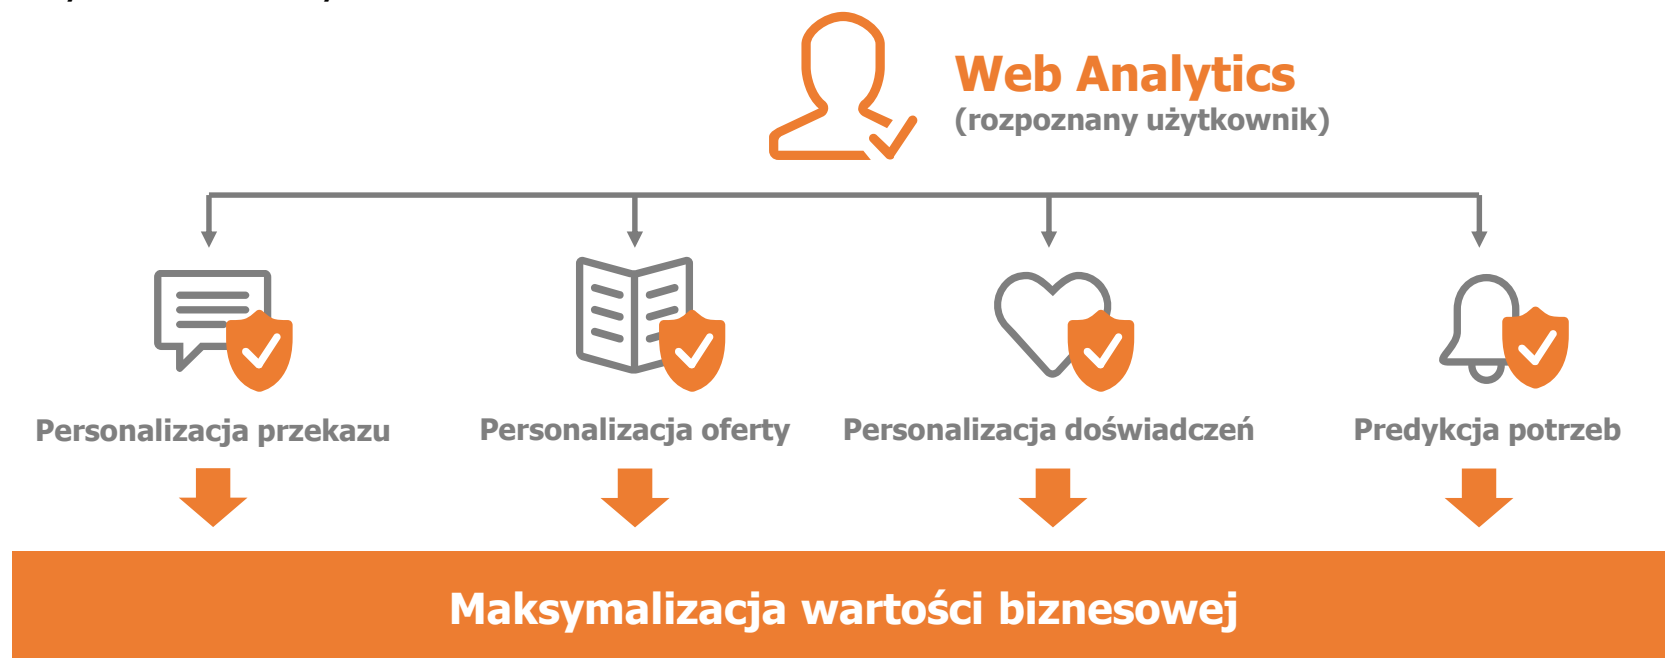 Web Analytics
(rozpoznany użytkownik)
Personalizacja przekazu
Personalizacja oferty
Personalizacja doświadczeń
Predykcja potrzeb
Maksymalizacja wartości biznesowej